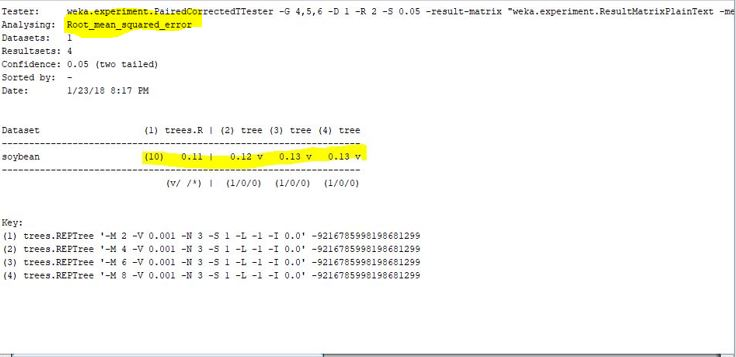 Tester: weka.experiment.PairedCorrectedTTester -G 4,5,6 -D 1 -R 2 -S 0.05 -result-matrix "weka.experiment.ResultMatrixPlainText -me
Analysing: Root_mean_squared_error
Datasets: 1
Resultsets: 4
Confidence: 0.05 (two tailed)
Sorted by: -
Date: 1/23/18 8:17 PM
Dataset (1) trees.R | (2) tree (3) tree (4) tree
--------------------------------------------------------------
soybean (10) 0.11 | 0.12 v 0.13 v 0.13 v
--------------------------------------------------------------
(v/ /*) | (1/0/0) (1/0/0) (1/0/0)
Key:
(1) trees.REPTree '-M 2 -V 0.001 -N 3 -S 1 -L -1 -I 0.0' -9216785998198681299
(2) trees.REPTree '-M 4 -V 0.001 -N 3 -S 1 -L -1 -I 0.0' -9216785998198681299
(3) trees.REPTree '-M 6 -V 0.001 -N 3 -S 1 -L -1 -I 0.0' -9216785998198681299
(4) trees.REPTree '-M 8 -V 0.001 -N 3 -S 1 -L -1 -I 0.0' -9216785998198681299